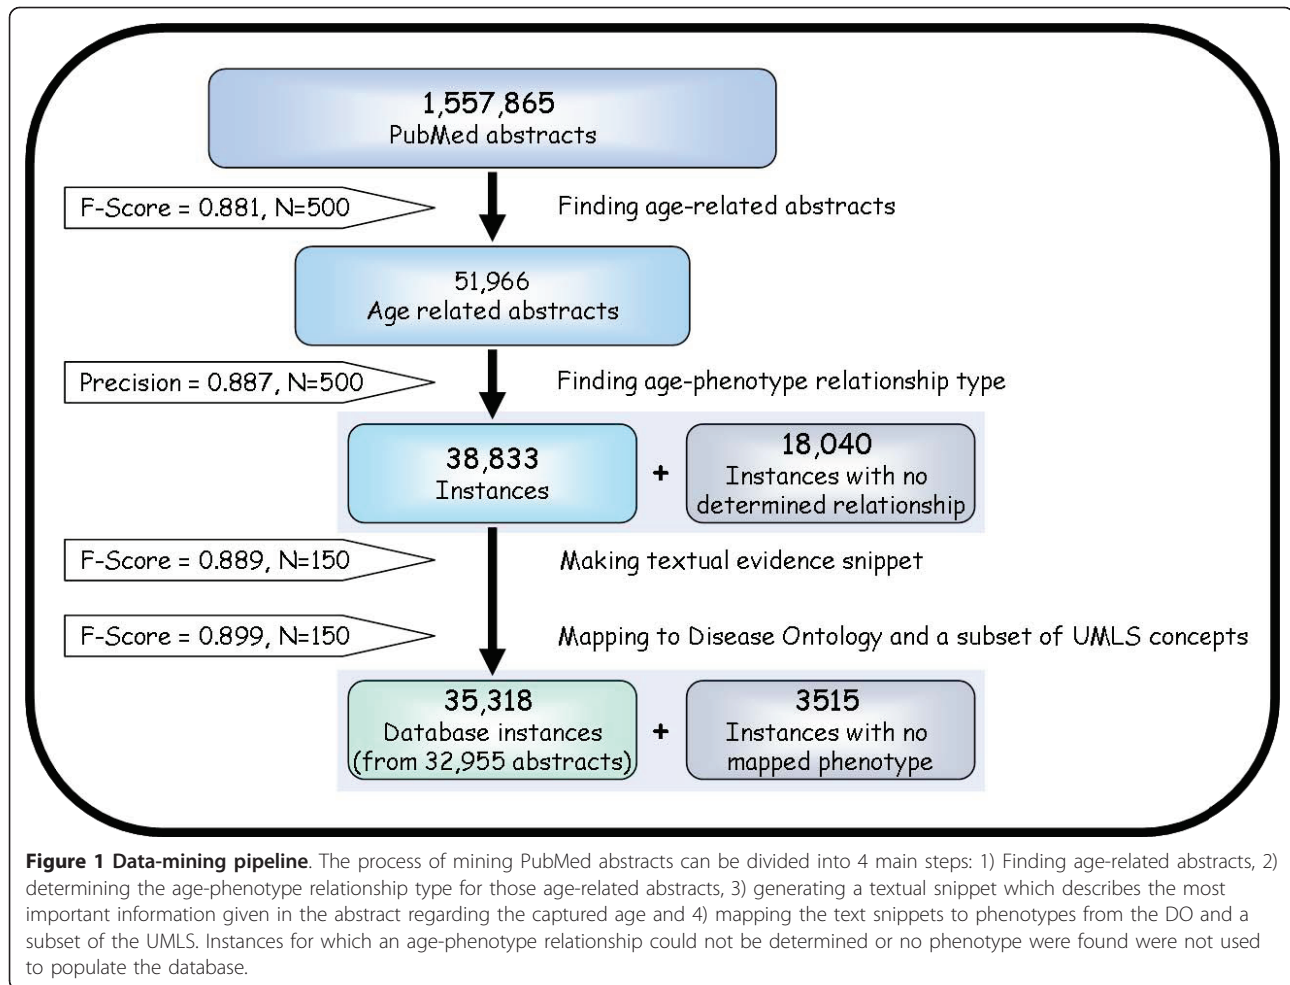 1,557,865
PubMed abstracts
F-Score = 0.881, N=500
Finding age-related abstracts
51,966
Age related abstracts
Precision = 0.887, N=500
Finding age-phenotype relationship type
38,833
Instances
+
18,040
Instances with no
determined relationship
F-Score = 0.889, N=150
Making textual evidence snippet
F-Score = 0.899, N=150
Mapping to Disease Ontology and a subset of UMLS concepts
35,318
Database instances
(from 32,955 abstracts)
+
3515
Instances with no
mapped phenotype
Figure 1 Data-mining pipeline. The process of mining PubMed abstracts can be divided into 4 main steps: 1) Finding age-related abstracts, 2)
determining the age-phenotype relationship type for those age-related abstracts, 3) generating a textual snippet which describes the most
important information given in the abstract regarding the captured age and 4) mapping the text snippets to phenotypes from the DO and a
subset of the UMLS. Instances for which an age-phenotype relationship could not be determined or no phenotype were found were not used
to populate the database.